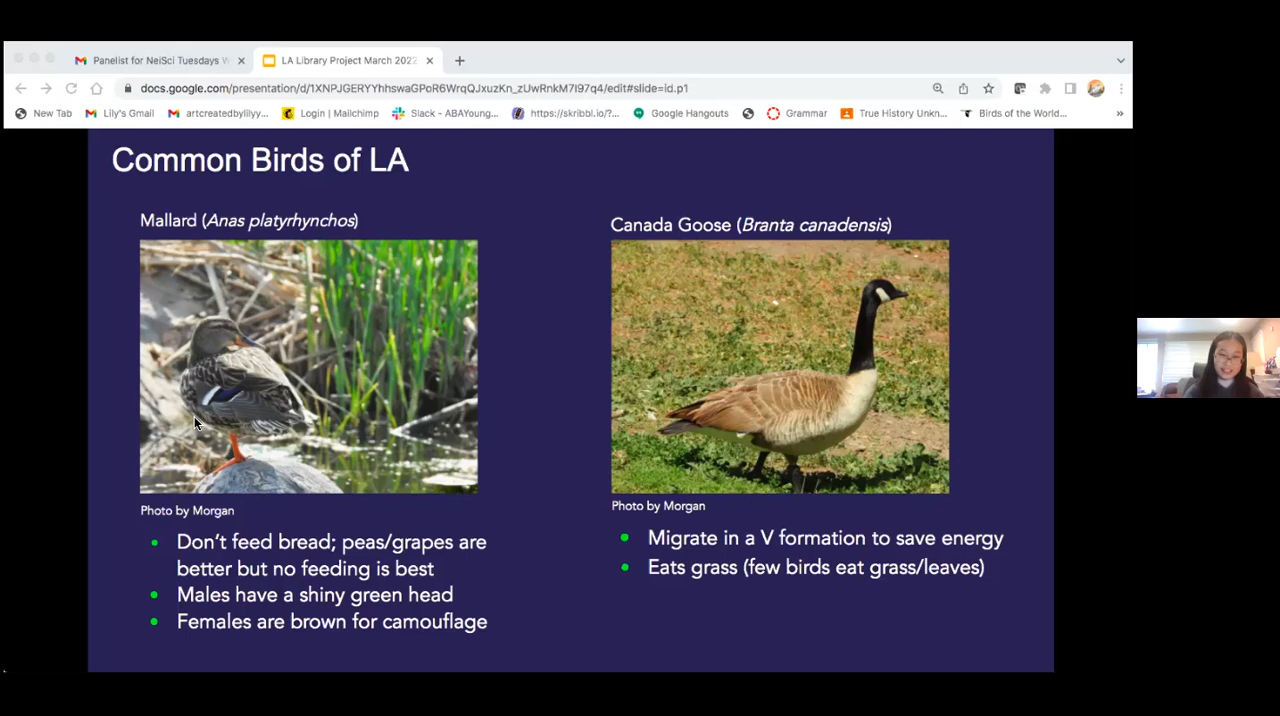 Panelist for NeiSci Tuesdays W
LA Library Project March 2022
docs.google.com/presentation/d/1XNPJGERYYhhswaGPoR6WrqQJxuzKn_zUwRnkM7I97q4/edit#slide=id.p1
New Tab
Lily's Gmail
artcreatedbylilyy...
Login | Mailchimp
Slack - ABAYoung...
https://skribbl.io/?...
Google Hangouts
Grammar
True History Unkn...
Birds of the World...
»
Common Birds of LA
Mallard (Anas platyrhynchos)
Photo by Morgan
• Don't feed bread; peas/grapes are
better but no feeding is best
• Males have a shiny green head
• Females are brown for camouflage
Canada Goose (Branta canadensis)
Photo by Morgan
• Migrate in a V formation to save energy
• Eats grass (few birds eat grass/leaves)